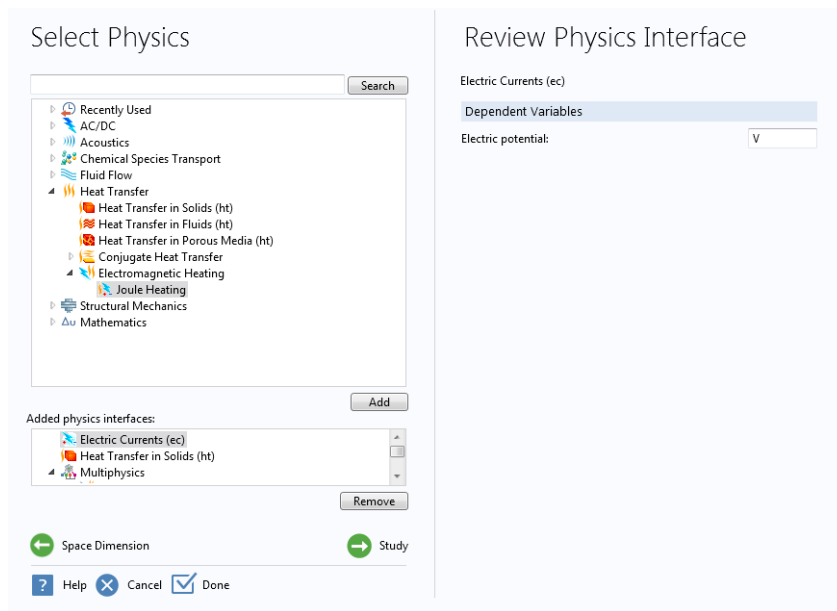 Select Physics
Search
Recently Used
AC/DC
Acoustics
Chemical Species Transport
Fluid Flow
Heat Transfer
Heat Transfer in Solids (ht)
Heat Transfer in Fluids (ht)
Heat Transfer in Porous Media (ht)
Conjugate Heat Transfer
Electromagnetic Heating
Joule Heating
Structural Mechanics
Δu Mathematics
Add
Added physics interfaces:
Electric Currents (ec)
Heat Transfer in Solids (ht)
Multiphysics
Remove
Space Dimension
Study
? Help
Cancel
Done
Review Physics Interface
Electric Currents (ec)
Dependent Variables
Electric potential: V